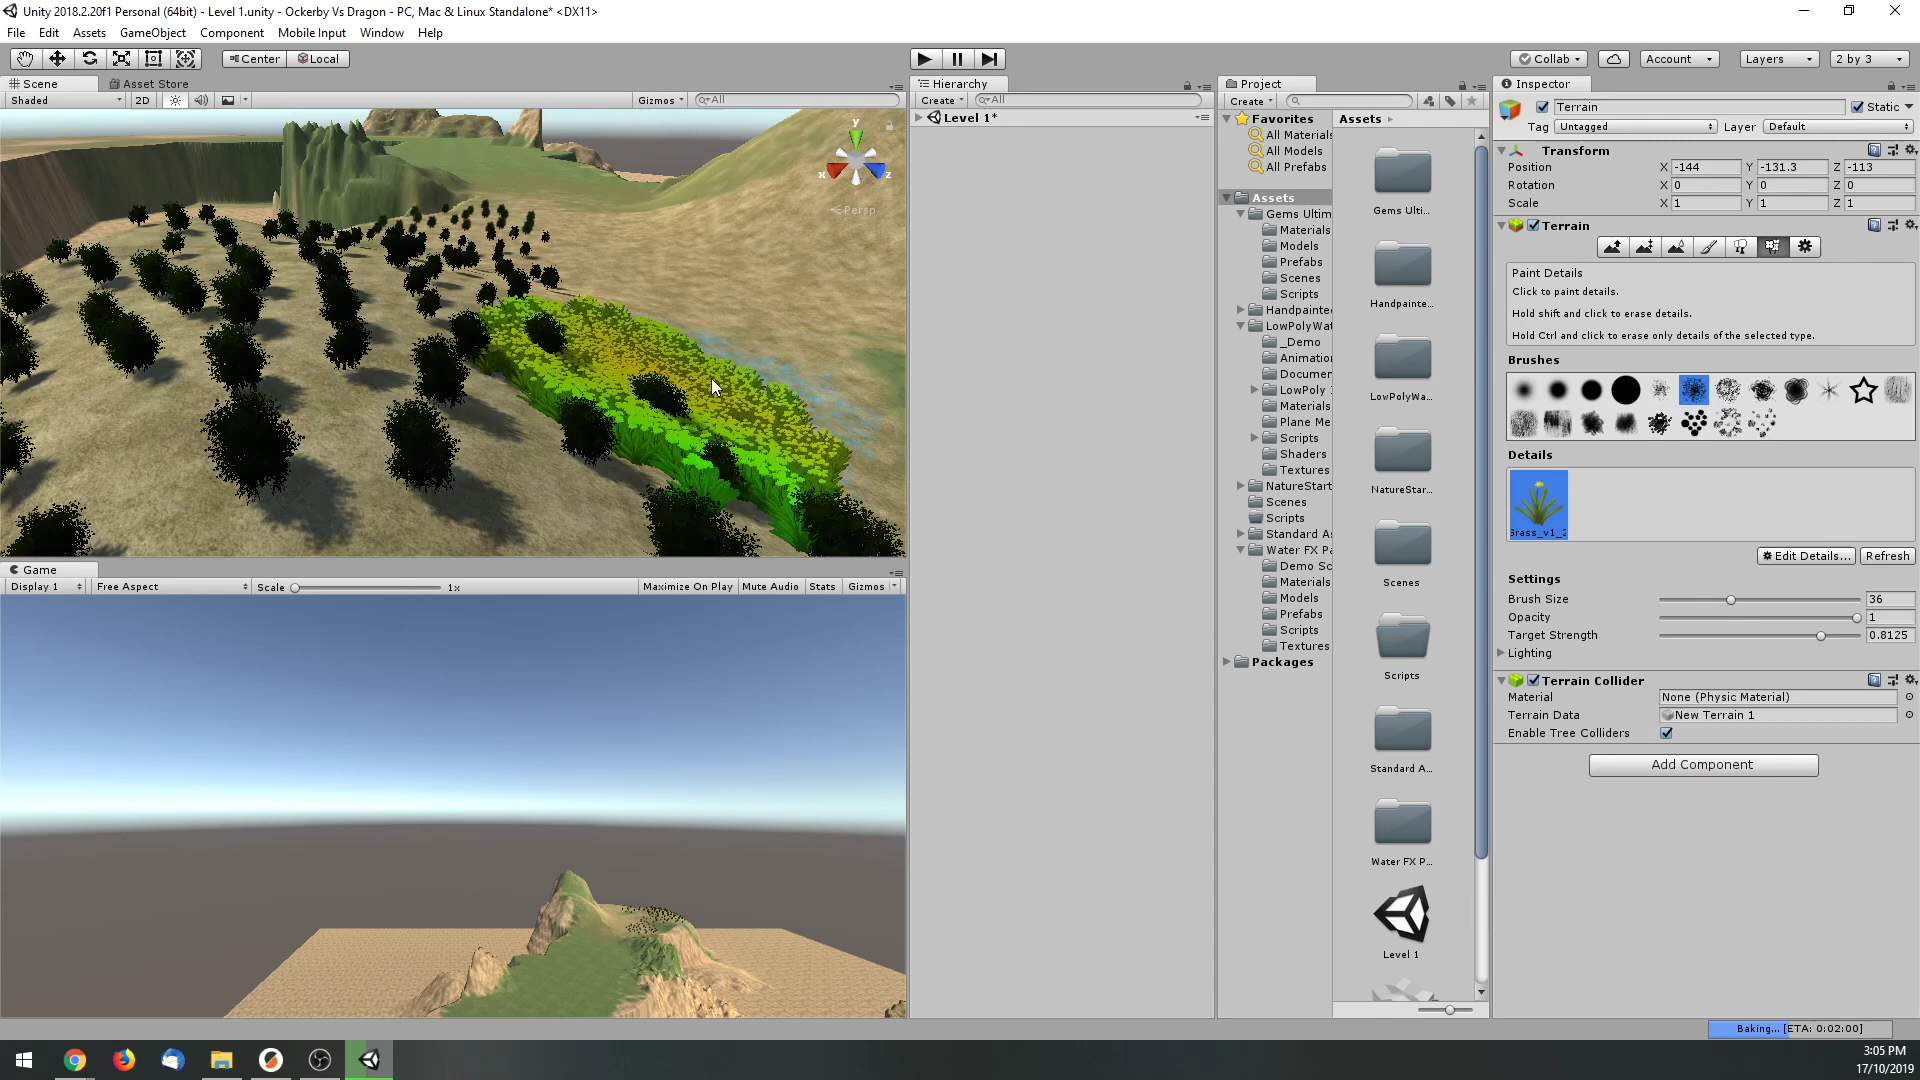 Unity 2018.2.20f1 Personal (64bit) - Level 1.unity - Ockerby Vs Dragon - PC, Mac & Linux Standalone* <DX11>
File Edit Assets GameObject Component Mobile Input Window Help
Center Local
Collab Account Layers 2 by 3
Scene Asset Store
Shaded 2D Gizmos All
y x z
Persp
Game
Display 1 Free Aspect Scale 1x Maximize On Play Mute Audio Stats Gizmos
Hierarchy
Create All
Level 1*
Project
Create
Favorites
All Materials
All Models
All Prefabs
Assets
Gems Ultim
Materials
Models
Prefabs
Scenes
Scripts
Handpainted
LowPolyWat
_Demo
Animation
Documen
LowPoly
Materials
Plane Me
Scripts
Shaders
Textures
NatureStart
Scenes
Scripts
Standard As
Water FX Pa
Demo Sc
Materials
Models
Prefabs
Scripts
Textures
Packages
Assets
Gems Ulti...
Handpainte...
LowPolyWa...
NatureStar...
Scenes
Scripts
Standard A...
Water FX P...
Level 1
Inspector
Terrain Static
Tag Untagged Layer Default
Transform
Position X -144 Y -131.3 Z -113
Rotation X 0 Y 0 Z 0
Scale X 1 Y 1 Z 1
Terrain
Paint Details
Click to paint details.
Hold shift and click to erase details.
Hold Ctrl and click to erase only details of the selected type.
Brushes
Details
Grass_v1_2
Edit Details... Refresh
Settings
Brush Size 36
Opacity 1
Target Strength 0.8125
Lighting
Terrain Collider
Material None (Physic Material)
Terrain Data New Terrain 1
Enable Tree Colliders
Add Component
Baking... [ETA: 0:02:00]
3:05 PM
17/10/2019